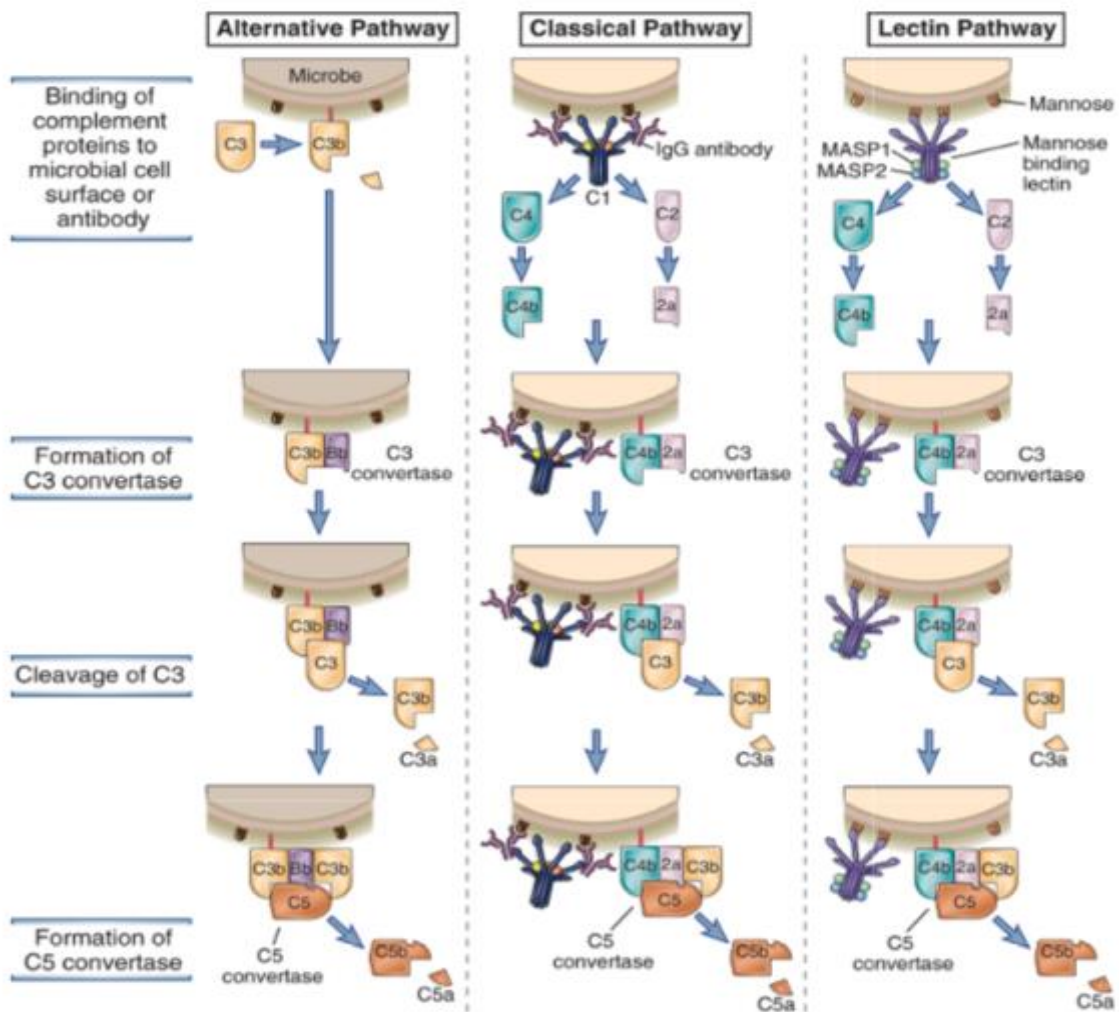 Alternative Pathway
Classical Pathway
Lectin Pathway
Binding of
complement
proteins to
microbial cell
surface or
antibody
Microbe
C3
C3b
IgG antibody
C1
C4
C2
C4b
2a
Mannose
MASP1
MASP2
Mannose
binding
lectin
C4
C2
C4b
2a
Formation of
C3 convertase
C3b
Bb
C3
convertase
C4b
2a
C3
convertase
C4b
2a
C3
convertase
Cleavage of C3
C3b
Bb
C3
C3b
C3a
C4b
2a
C3
C3b
C3a
C4b
2a
C3
C3b
C3a
Formation of
C5 convertase
C3b
Bb
C3b
C5
C5
convertase
C5b
C5a
C4b
2a
C3b
C5
C5
convertase
C5b
C5a
C4b
2a
C3b
C5
C5
convertase
C5b
C5a